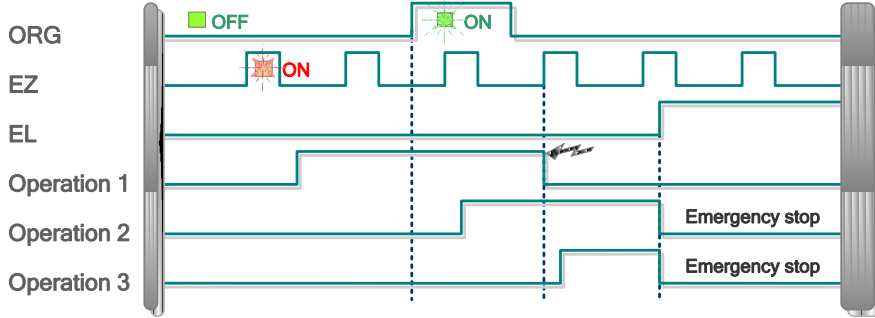 OFF
ON
ORG
ON
EZ
EL
Operation 1
Operation 2
Emergency stop
Operation 3
Emergency stop